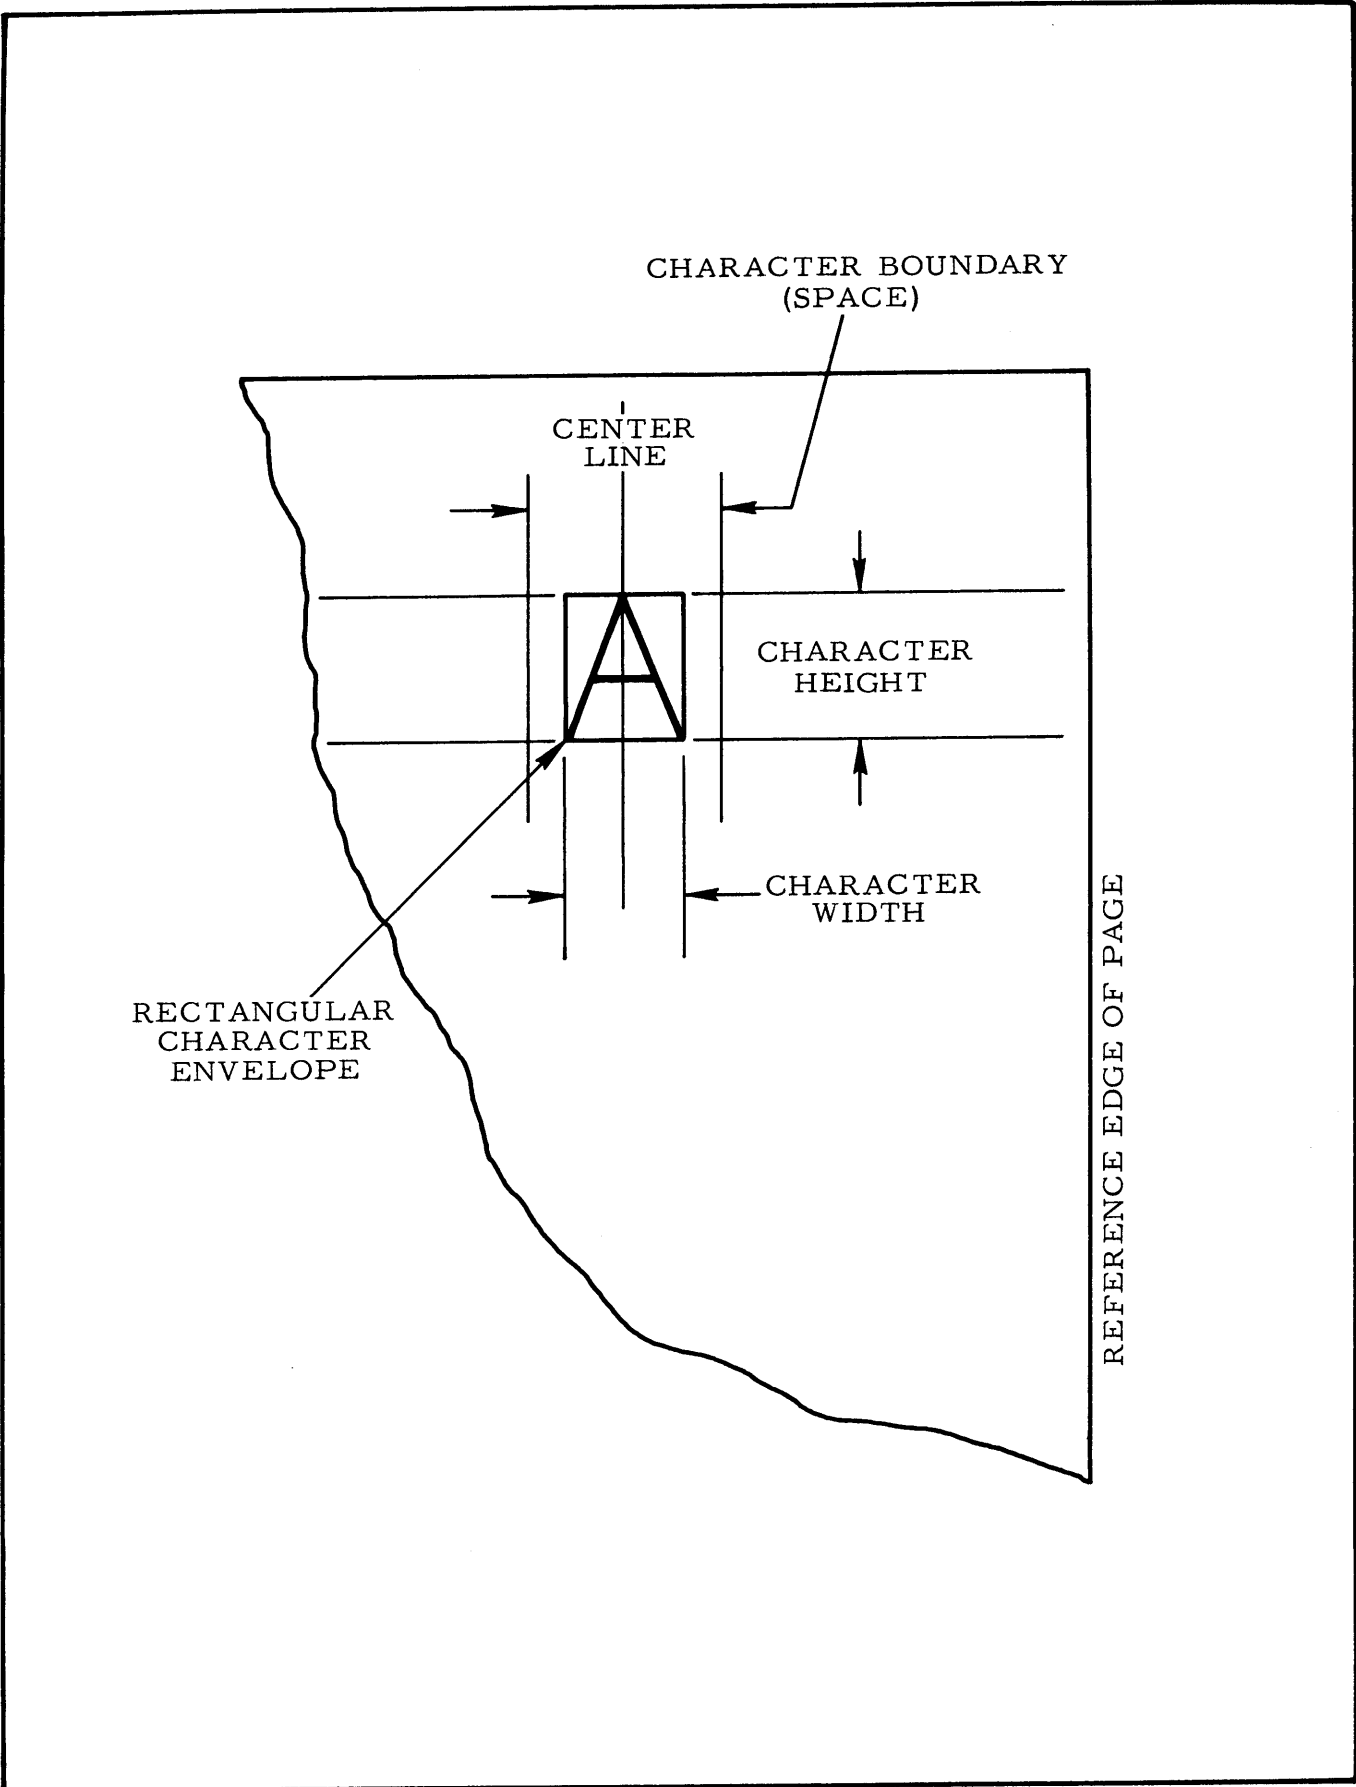 CHARACTER BOUNDARY
(SPACE)
CENTER
LINE
A
CHARACTER
HEIGHT
CHARACTER
WIDTH
RECTANGULAR
CHARACTER
ENVELOPE
REFERENCE EDGE OF PAGE